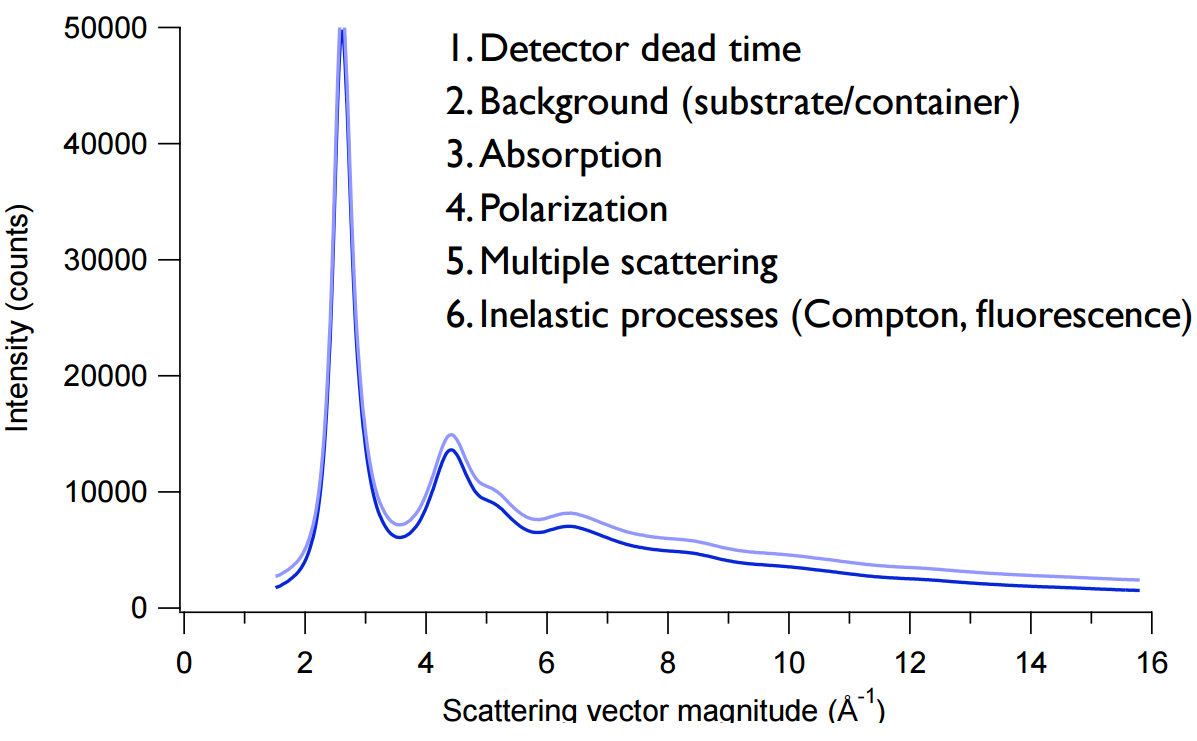 50000
40000
30000
20000
10000
0
Intensity (counts)
1. Detector dead time
2. Background (substrate/container)
3. Absorption
4. Polarization
5. Multiple scattering
6. Inelastic processes (Compton, fluorescence)
0 2 4 6 8 10 12 14 16
Scattering vector magnitude (Å⁻¹)